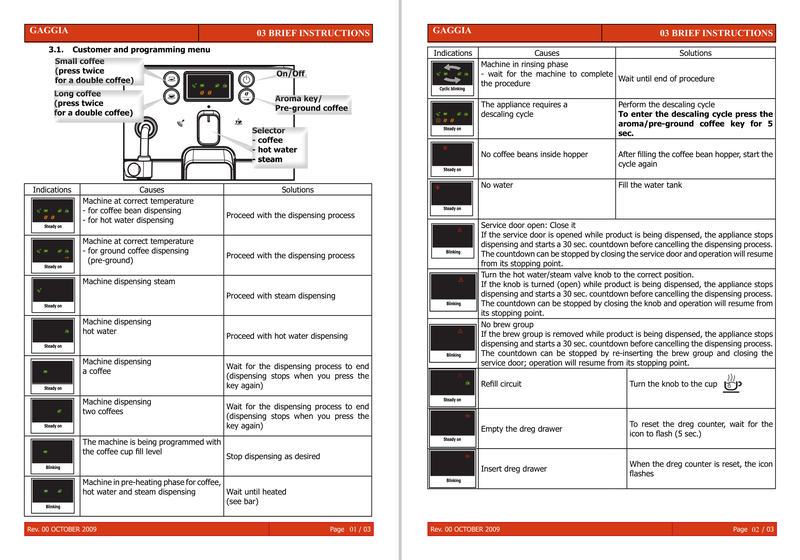 GAGGIA 03 BRIEF INSTRUCTIONS
3.1. Customer and programming menu
Small coffee
(press twice
for a double coffee)
Long coffee
(press twice
for a double coffee)
On/Off
Aroma key/
Pre-ground coffee
Selector
- coffee
- hot water
- steam
Indications Causes Solutions
Machine at correct temperature
- for coffee bean dispensing
- for hot water dispensing
Steady on
Proceed with the dispensing process
Machine at correct temperature
- for ground coffee dispensing
(pre-ground)
Steady on
Proceed with the dispensing process
Machine dispensing steam
Steady on
Proceed with steam dispensing
Machine dispensing
hot water
Steady on
Proceed with hot water dispensing
Machine dispensing
a coffee
Steady on
Wait for the dispensing process to end
(dispensing stops when you press the
key again)
Machine dispensing
two coffees
Steady on
Wait for the dispensing process to end
(dispensing stops when you press the
key again)
The machine is being programmed with
the coffee cup fill level
Blinking
Stop dispensing as desired
Machine in pre-heating phase for coffee,
hot water and steam dispensing
Blinking
Wait until heated
(see bar)
Rev. 00 OCTOBER 2009 Page 01 / 03
GAGGIA 03 BRIEF INSTRUCTIONS
Indications Causes Solutions
Machine in rinsing phase
- wait for the machine to complete
the procedure
Cyclic blinking
Wait until end of procedure
The appliance requires a
descaling cycle
Steady on
Perform the descaling cycle
To enter the descaling cycle press the
aroma/pre-ground coffee key for 5
sec.
No coffee beans inside hopper
Steady on
After filling the coffee bean hopper, start the
cycle again
No water
Steady on
Fill the water tank
Service door open: Close it
If the service door is opened while product is being dispensed, the appliance stops
dispensing and starts a 30 sec. countdown before cancelling the dispensing process.
The countdown can be stopped by closing the service door and operation will resume
from its stopping point.
Blinking
Turn the hot water/steam valve knob to the correct position.
If the knob is turned (open) while product is being dispensed, the appliance stops
dispensing and starts a 30 sec. countdown before cancelling the dispensing process.
The countdown can be stopped by closing the knob and operation will resume from
its stopping point.
Blinking
No brew group
If the brew group is removed while product is being dispensed, the appliance stops
dispensing and starts a 30 sec. countdown before cancelling the dispensing process.
The countdown can be stopped by re-inserting the brew group and closing the
service door; operation will resume from its stopping point.
Blinking
Refill circuit
Steady on
Turn the knob to the cup
Empty the dreg drawer
Steady on
To reset the dreg counter, wait for the
icon to flash (5 sec.)
Insert dreg drawer
Blinking
When the dreg counter is reset, the icon
flashes
Rev. 00 OCTOBER 2009 Page 02 / 03